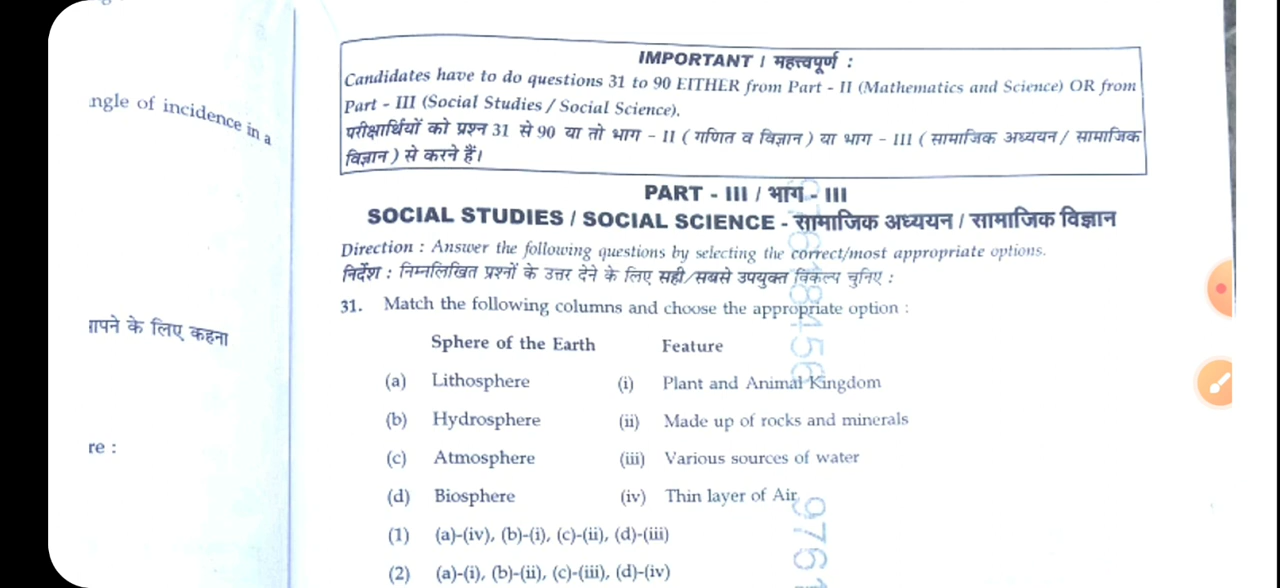 ngle of incidence in a
IMPORTANT / महत्त्वपूर्ण :
Candidates have to do questions 31 to 90 EITHER from Part - II (Mathematics and Science) OR from
Part - III (Social Studies / Social Science).
परीक्षार्थियों को प्रश्न 31 से 90 या तो भाग - II ( गणित व विज्ञान ) या भाग - III ( सामाजिक अध्ययन / सामाजिक
विज्ञान ) से करने हैं।
PART - III / भाग - III
SOCIAL STUDIES / SOCIAL SCIENCE - सामाजिक अध्ययन / सामाजिक विज्ञान
Direction : Answer the following questions by selecting the correct/most appropriate options.
निर्देश : निम्नलिखित प्रश्नों के उत्तर देने के लिए सही/सबसे उपयुक्त विकल्प चुनिए :
31. Match the following columns and choose the appropriate option :
ापने के लिए कहना
Sphere of the Earth Feature
(a) Lithosphere (i) Plant and Animal Kingdom
(b) Hydrosphere (ii) Made up of rocks and minerals
re :
(c) Atmosphere (iii) Various sources of water
(d) Biosphere (iv) Thin layer of Air
(1) (a)-(iv), (b)-(i), (c)-(ii), (d)-(iii)
(2) (a)-(i), (b)-(ii), (c)-(iii), (d)-(iv)